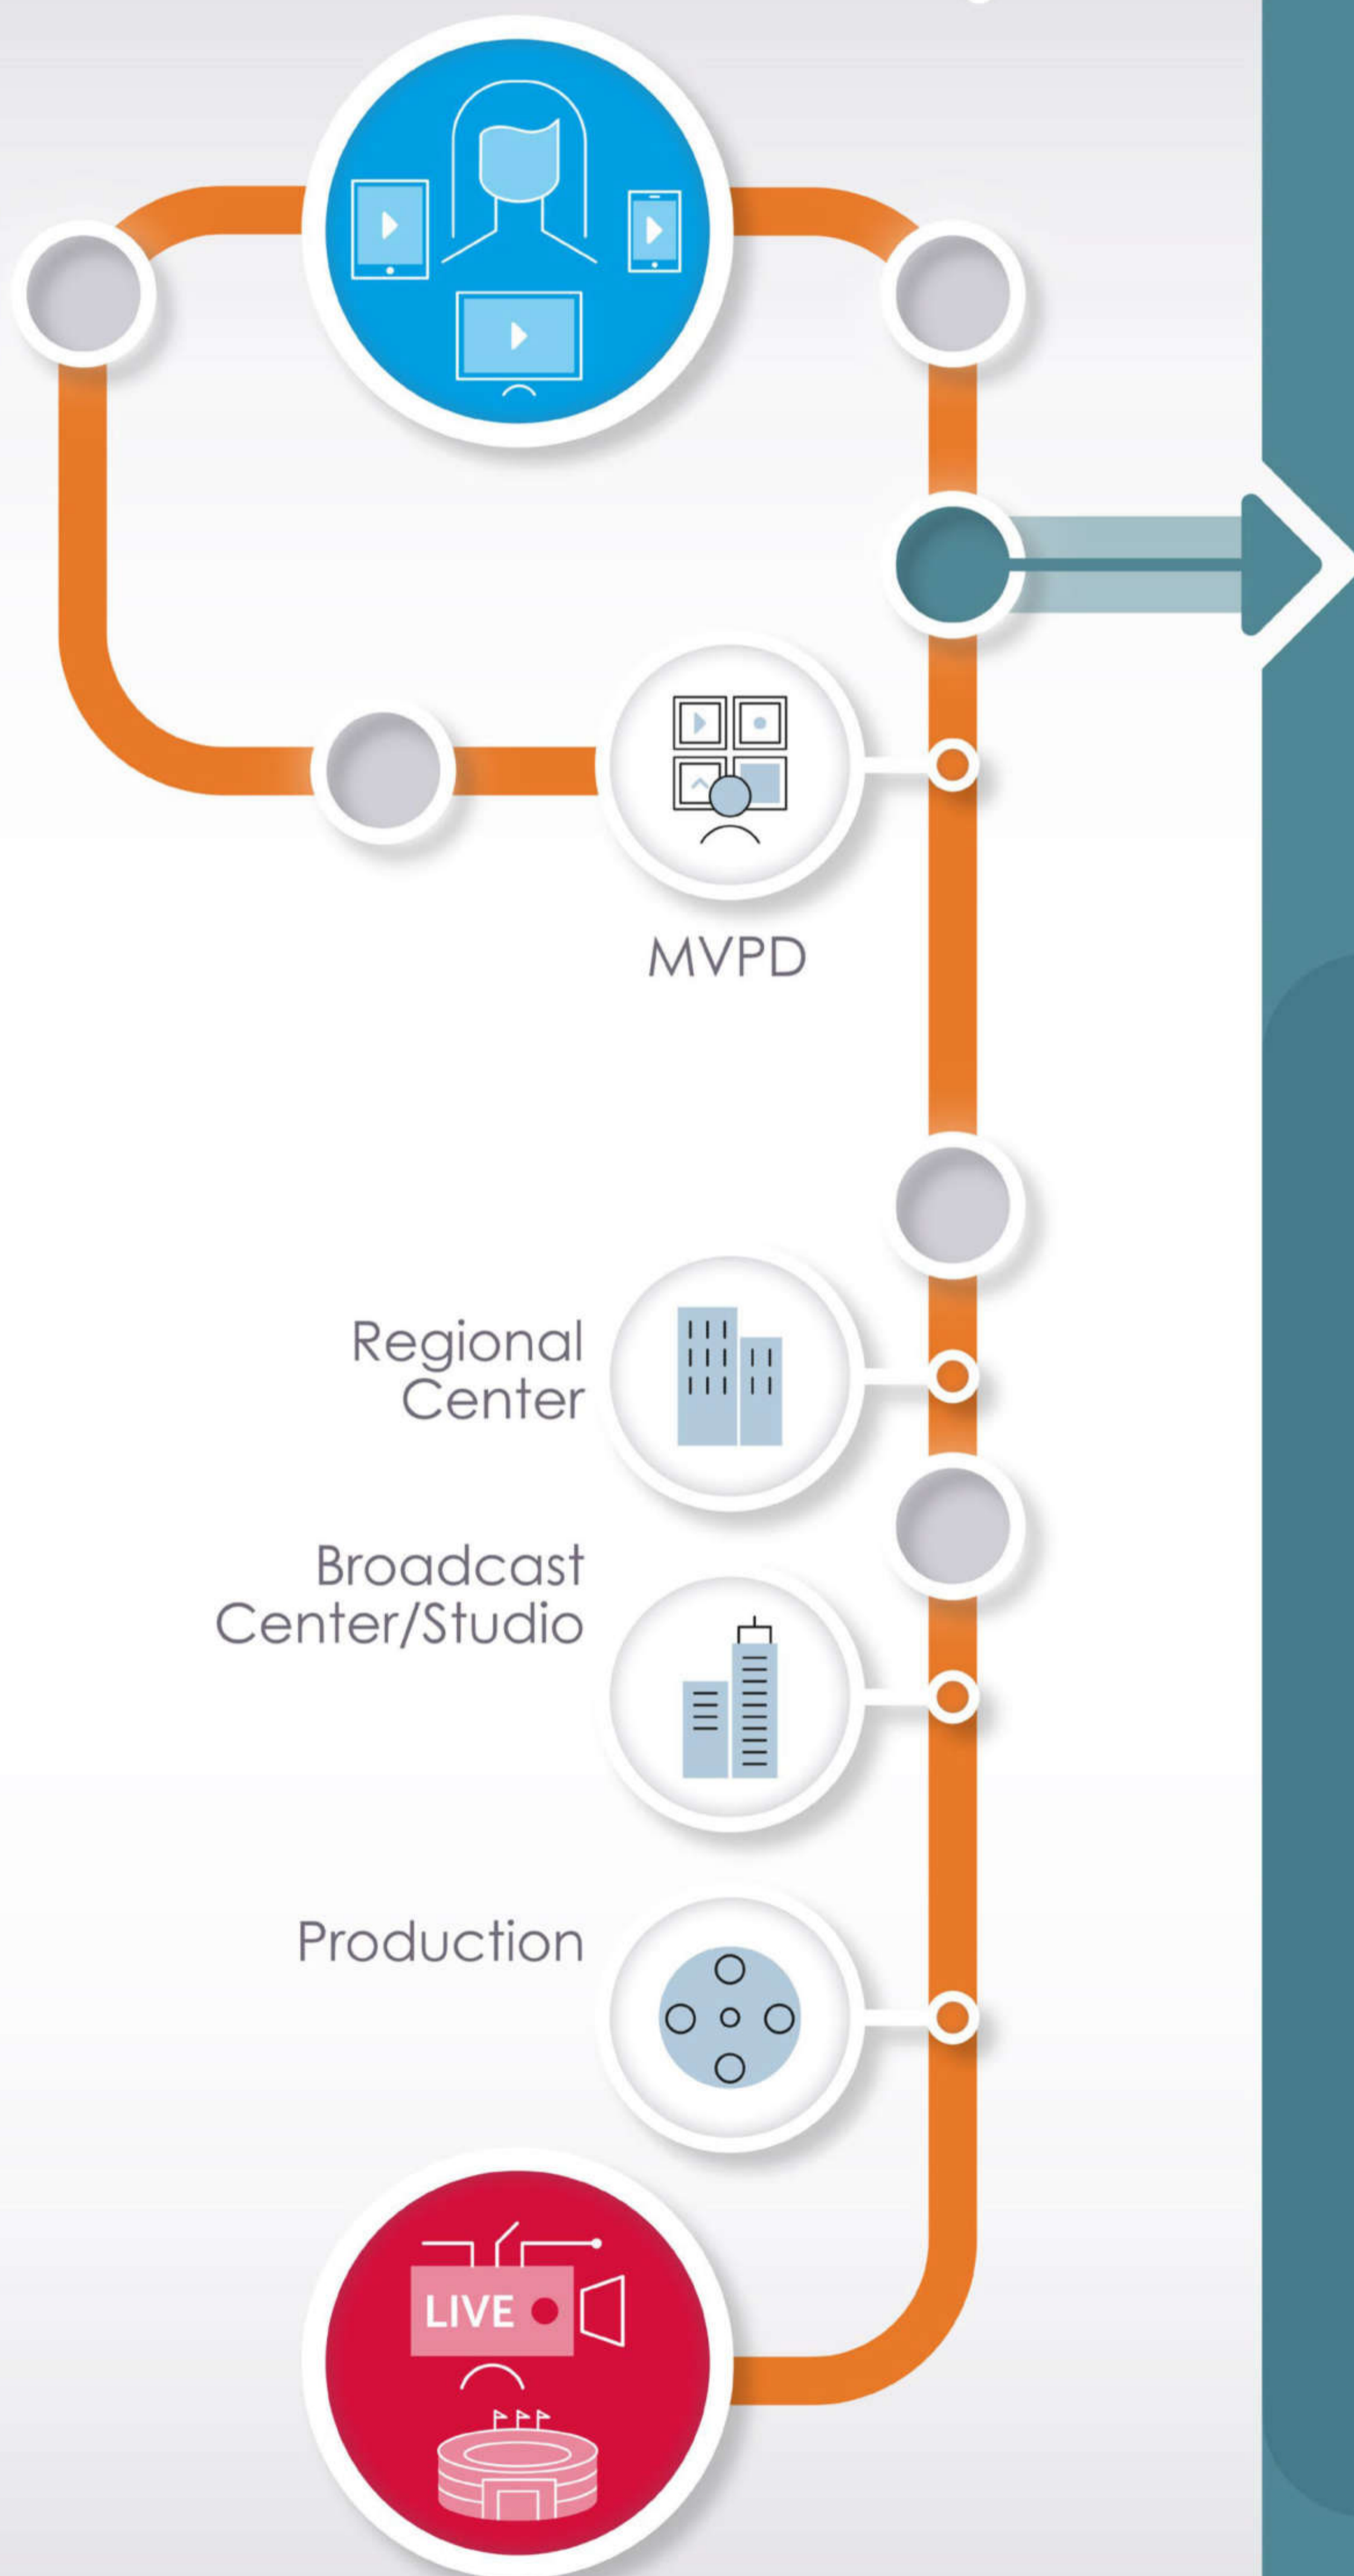 MVPD
Regional
Center
Broadcast
Center/Studio
Production
LIVE